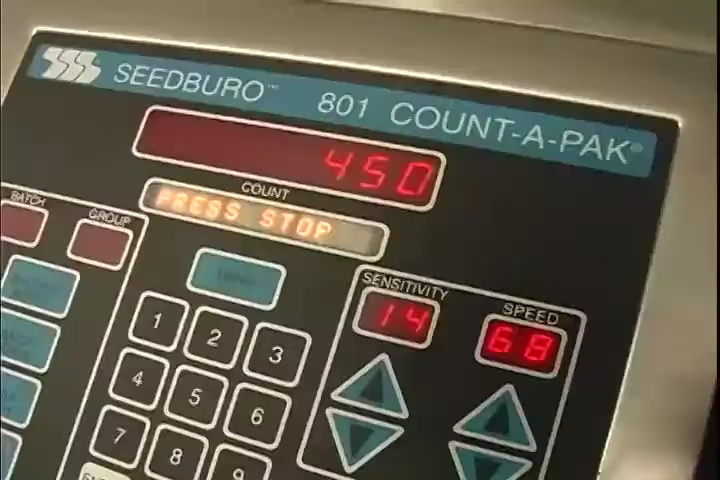 SEEDBURO™ 801 COUNT-A-PAK®
450
COUNT
PRESS STOP
BATCH
GROUP
SENSITIVITY
SPEED
14
68
1 2 3
4 5 6
7 8 9